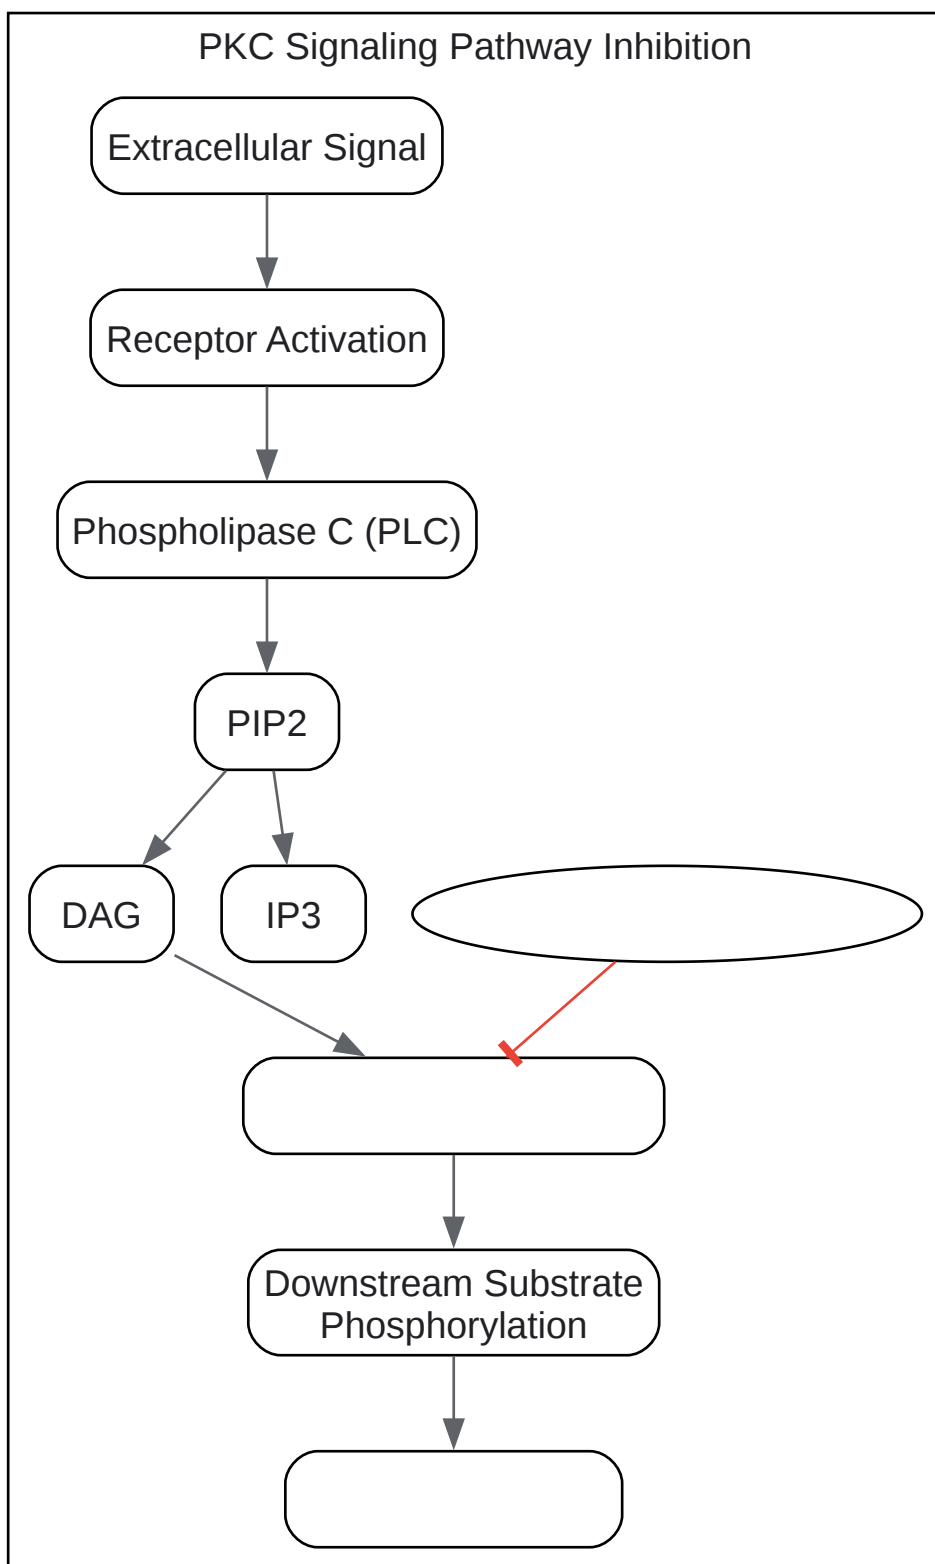 PKC Signaling Pathway Inhibition
Extracellular Signal
Receptor Activation
Phospholipase C (PLC)
PIP2
DAG
IP3
Downstream Substrate
Phosphorylation